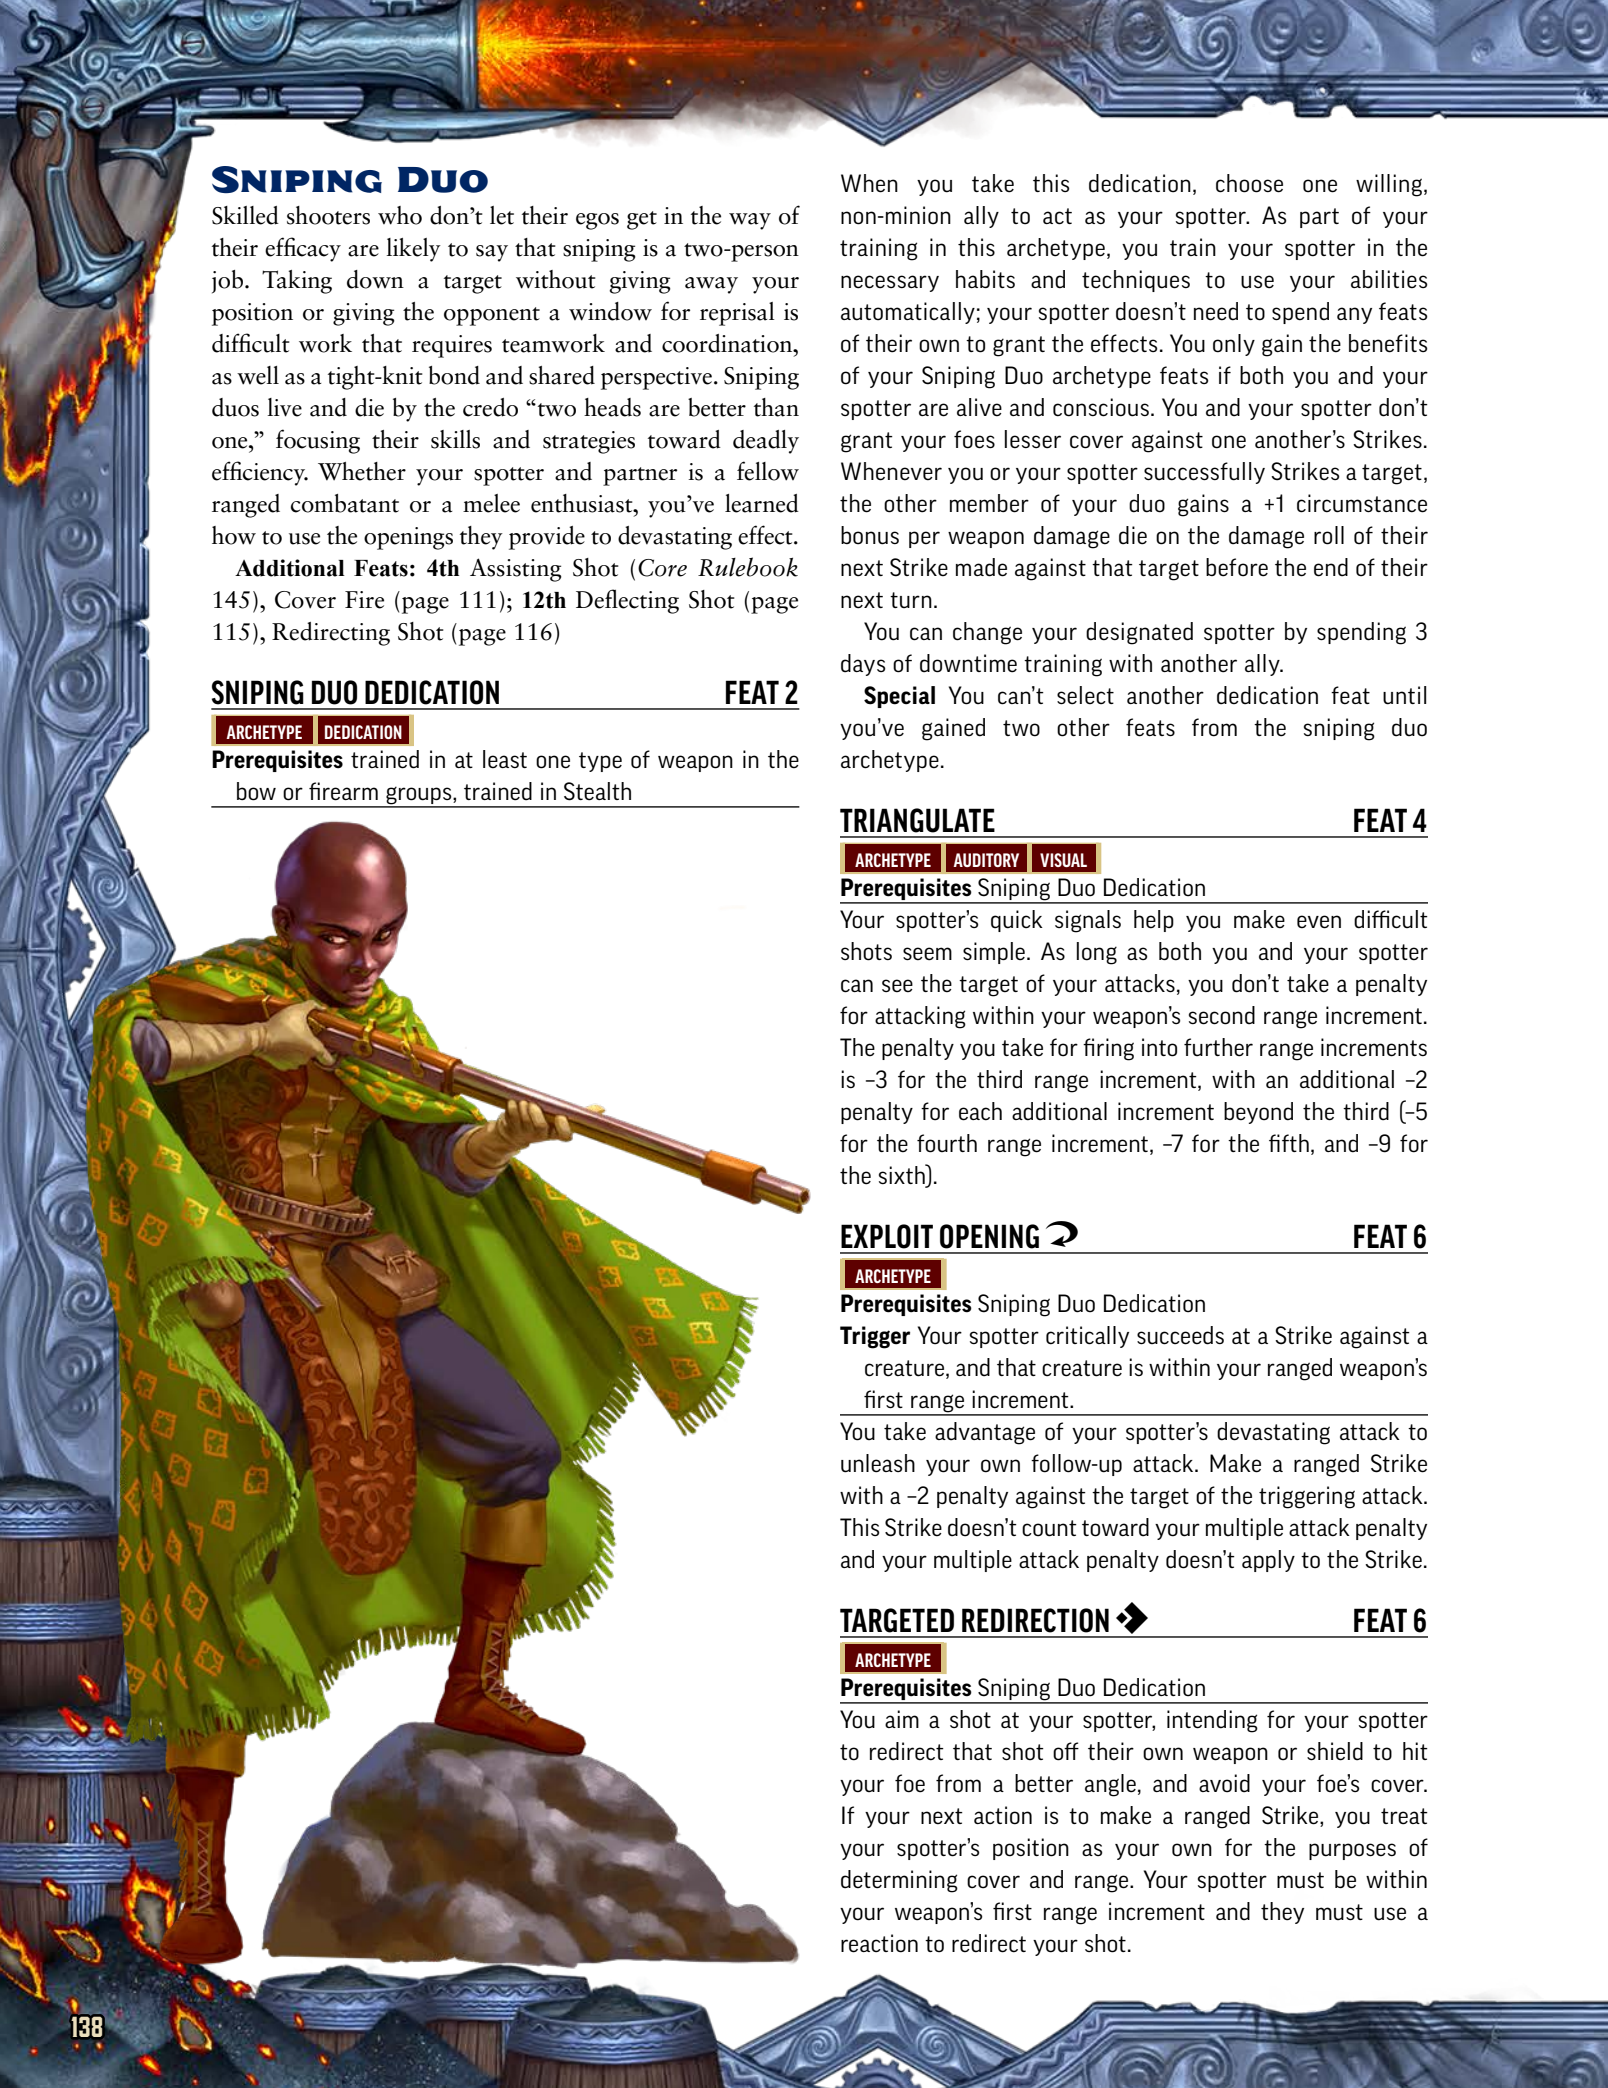 SNIPING DUO
Skilled shooters who don’t let their egos get in the way of
their efficacy are likely to say that sniping is a two-person
job. Taking down a target without giving away your
position or giving the opponent a window for reprisal is
difficult work that requires teamwork and coordination,
as well as a tight-knit bond and shared perspective. Sniping
duos live and die by the credo “two heads are better than
one,” focusing their skills and strategies toward deadly
efficiency. Whether your spotter and partner is a fellow
ranged combatant or a melee enthusiast, you’ve learned
how to use the openings they provide to devastating effect.
Additional Feats: 4th Assisting Shot (Core Rulebook
145), Cover Fire (page 111); 12th Deflecting Shot (page
115), Redirecting Shot (page 116)
SNIPING DUO DEDICATION FEAT 2
ARCHETYPE DEDICATION
Prerequisites trained in at least one type of weapon in the
bow or firearm groups, trained in Stealth
When you take this dedication, choose one willing,
non-minion ally to act as your spotter. As part of your
training in this archetype, you train your spotter in the
necessary habits and techniques to use your abilities
automatically; your spotter doesn’t need to spend any feats
of their own to grant the effects. You only gain the benefits
of your Sniping Duo archetype feats if both you and your
spotter are alive and conscious. You and your spotter don’t
grant your foes lesser cover against one another’s Strikes.
Whenever you or your spotter successfully Strikes a target,
the other member of your duo gains a +1 circumstance
bonus per weapon damage die on the damage roll of their
next Strike made against that target before the end of their
next turn.
You can change your designated spotter by spending 3
days of downtime training with another ally.
Special You can’t select another dedication feat until
you’ve gained two other feats from the sniping duo
archetype.
TRIANGULATE FEAT 4
ARCHETYPE AUDITORY VISUAL
Prerequisites Sniping Duo Dedication
Your spotter’s quick signals help you make even difficult
shots seem simple. As long as both you and your spotter
can see the target of your attacks, you don’t take a penalty
for attacking within your weapon’s second range increment.
The penalty you take for firing into further range increments
is –3 for the third range increment, with an additional –2
penalty for each additional increment beyond the third (–5
for the fourth range increment, –7 for the fifth, and –9 for
the sixth).
EXPLOIT OPENING FEAT 6
ARCHETYPE
Prerequisites Sniping Duo Dedication
Trigger Your spotter critically succeeds at a Strike against a
creature, and that creature is within your ranged weapon’s
first range increment.
You take advantage of your spotter’s devastating attack to
unleash your own follow-up attack. Make a ranged Strike
with a –2 penalty against the target of the triggering attack.
This Strike doesn’t count toward your multiple attack penalty
and your multiple attack penalty doesn’t apply to the Strike.
TARGETED REDIRECTION FEAT 6
ARCHETYPE
Prerequisites Sniping Duo Dedication
You aim a shot at your spotter, intending for your spotter
to redirect that shot off their own weapon or shield to hit
your foe from a better angle, and avoid your foe’s cover.
If your next action is to make a ranged Strike, you treat
your spotter’s position as your own for the purposes of
determining cover and range. Your spotter must be within
your weapon’s first range increment and they must use a
reaction to redirect your shot.
138